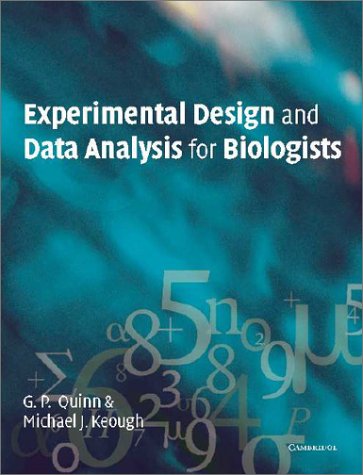 Experimental Design and
Data Analysis for Biologists
G. P. Quinn &
Michael J. Keough
CAMBRIDGE